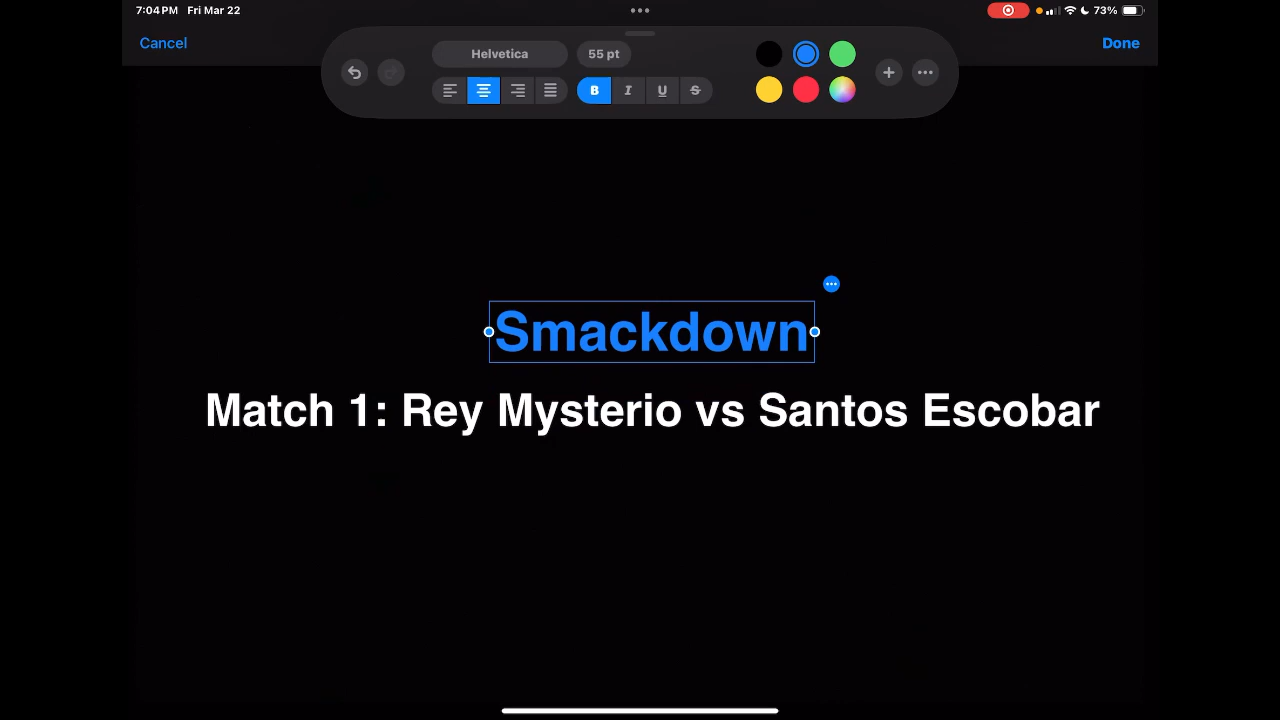 7:04 PM Fri Mar 22
73%
Cancel
Helvetica
55 pt
Done
B I U S
Smackdown
Match 1: Rey Mysterio vs Santos Escobar